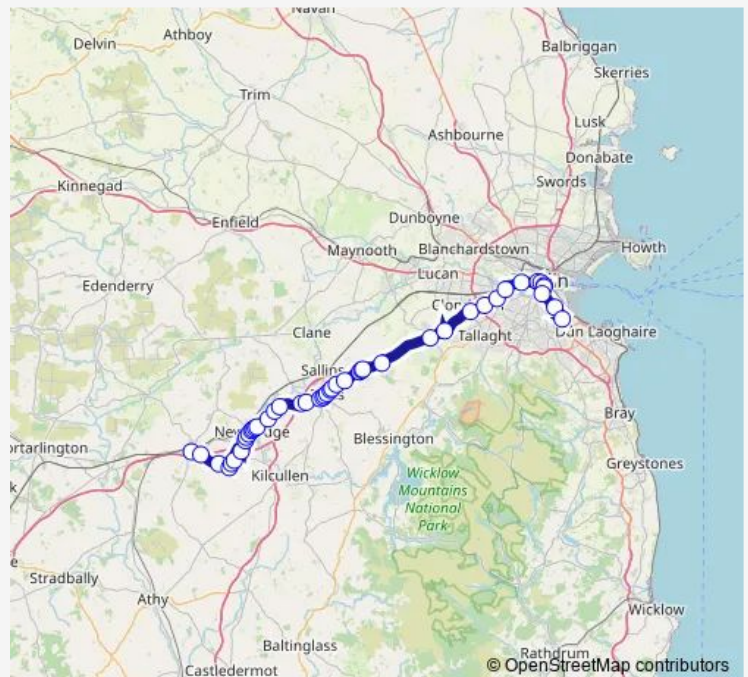 Navan
Athboy
Delvin
Balbriggan
Skerries
Trim
Lusk
Ashbourne
Donabate
Swords
Kinnegad
Dunboyne
Enfield
Howth
Maynooth
Blanchardstown
Lucan
Edenderry
Clane
Tallaght
Dun Laoghaire
Sallins
Bray
Blessington
Greystones
Kilcullen
Wicklow
Mountains
National
Park
Stradbally
Athy
Wicklow
Baltinglass
Rathdrum
Castledermot
© OpenStreetMap contributors